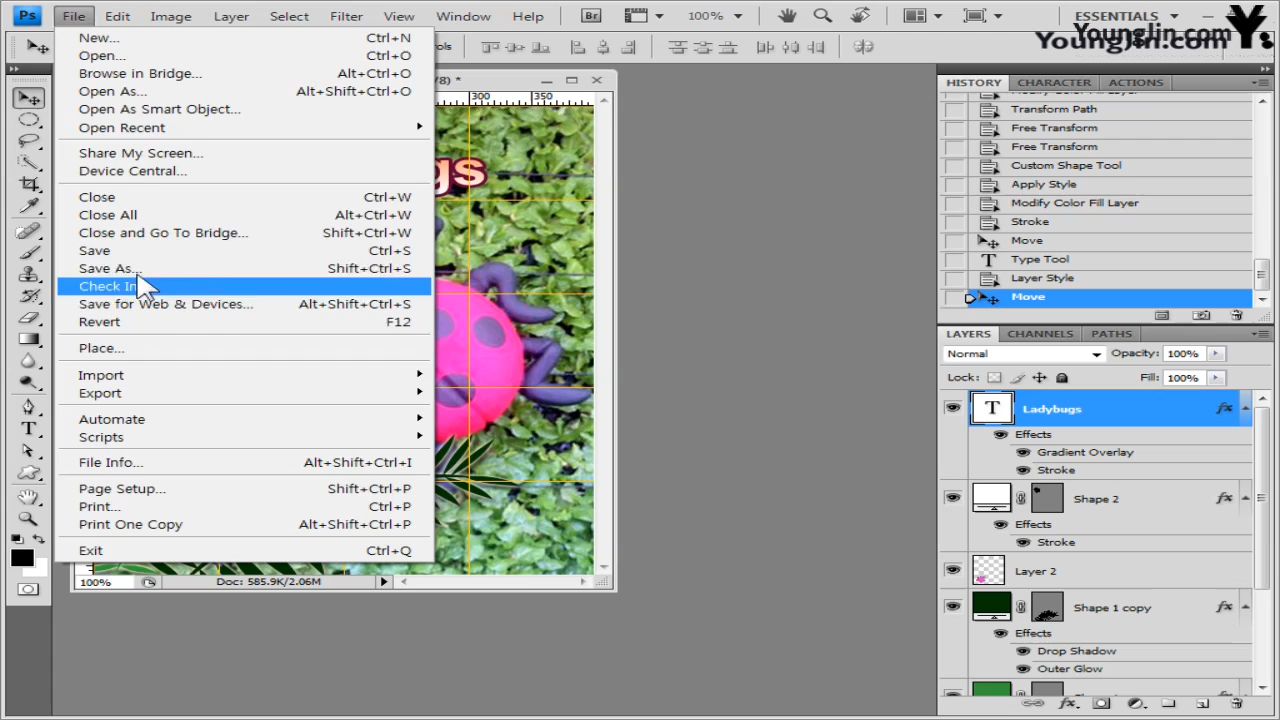 Ps File Edit Image Layer Select Filter View Window Help Br 100% ESSENTIALS
YoungJin.com
YoungJin.com
New... Ctrl+N
Open... Ctrl+O
Browse in Bridge... Alt+Ctrl+O
Open As... Alt+Shift+Ctrl+O
Open As Smart Object...
Open Recent
Share My Screen...
Device Central...
Close Ctrl+W
Close All Alt+Ctrl+W
Close and Go To Bridge... Shift+Ctrl+W
Save Ctrl+S
Save As... Shift+Ctrl+S
Check In
Save for Web & Devices... Alt+Shift+Ctrl+S
Revert F12
Place...
Import
Export
Automate
Scripts
File Info... Alt+Shift+Ctrl+I
Page Setup... Shift+Ctrl+P
Print... Ctrl+P
Print One Copy Alt+Shift+Ctrl+P
Exit Ctrl+Q
ols
/8) *
300 350
gs
100% Doc: 585.9K/2.06M
HISTORY CHARACTER ACTIONS
Transform Path
Free Transform
Free Transform
Custom Shape Tool
Apply Style
Modify Color Fill Layer
Stroke
Move
Type Tool
Layer Style
Move
LAYERS CHANNELS PATHS
Normal Opacity: 100%
Lock: Fill: 100%
T Ladybugs fx
Effects
Gradient Overlay
Stroke
Shape 2 fx
Effects
Stroke
Layer 2
Shape 1 copy fx
Effects
Drop Shadow
Outer Glow